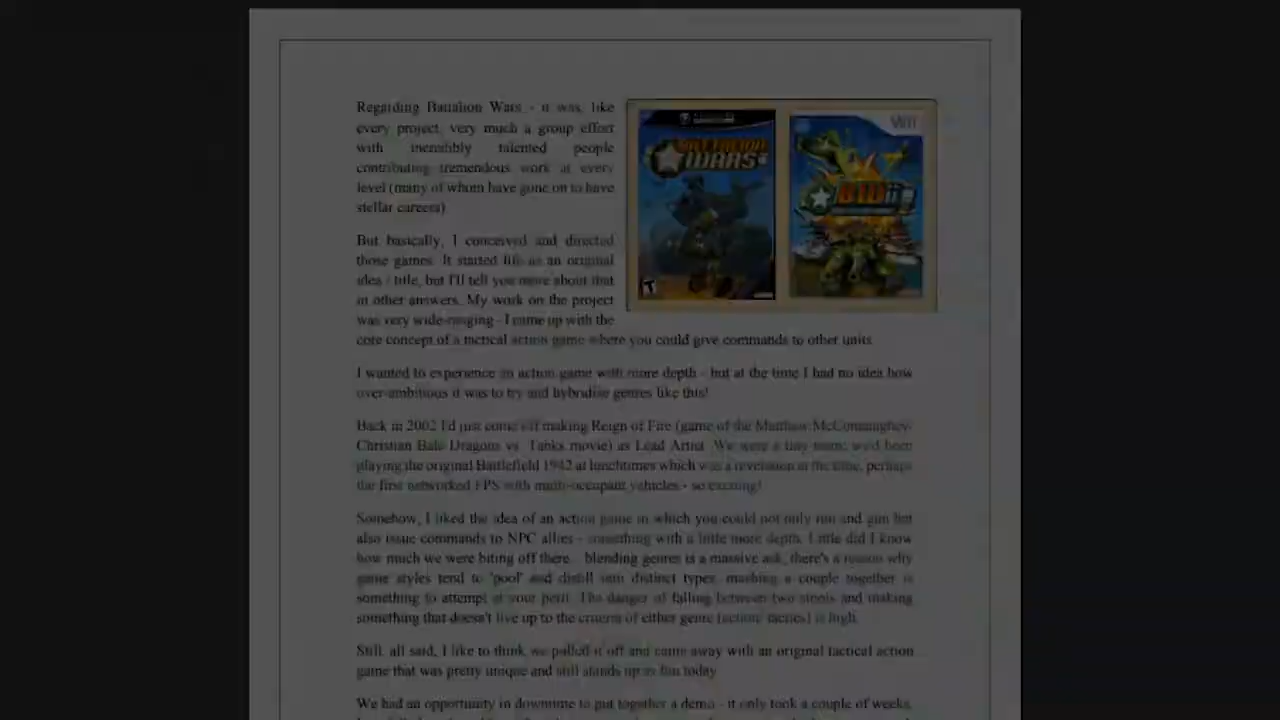 Regarding Battalion Wars - it was, like
every project, very much a group effort
with incredibly talented people
contributing tremendous work at every
level (many of whom have gone on to have
stellar careers)
BATTALION
WARS
Wii
BWii
T
But basically, I conceived and directed
those games. It started life as an original
idea / title, but I'll tell you more about that
in other answers. My work on the project
was very wide-ranging - I came up with the
core concept of a tactical action game where you could give commands to other units
I wanted to experience an action game with more depth - but at the time I had no idea how
over-ambitious it was to try and hybridise genres like this!
Back in 2002 I'd just come off making Reign of Fire (game of the Matthew McConaughey-
Christian Bale Dragons vs. Tanks movie) as Lead Artist. We were a tiny team; we'd been
playing the original Battlefield 1942 at lunchtimes which was a revelation at the time, perhaps
the first networked FPS with multi-occupant vehicles - so exciting!
Somehow, I liked the idea of an action game in which you could not only run and gun but
also issue commands to NPC allies - something with a little more depth. Little did I know
how much we were biting off there - blending genres is a massive ask, there's a reason why
game styles tend to 'pool' and distill into distinct types, mashing a couple together is
something to attempt at your peril. The danger of falling between two stools and making
something that doesn't live up to the criteria of either genre (action/ tactics) is high.
Still, all said, I like to think we pulled it off and came away with an original tactical action
game that was pretty unique and still stands up as fun today
We had an opportunity in downtime to put together a demo - it only took a couple of weeks,